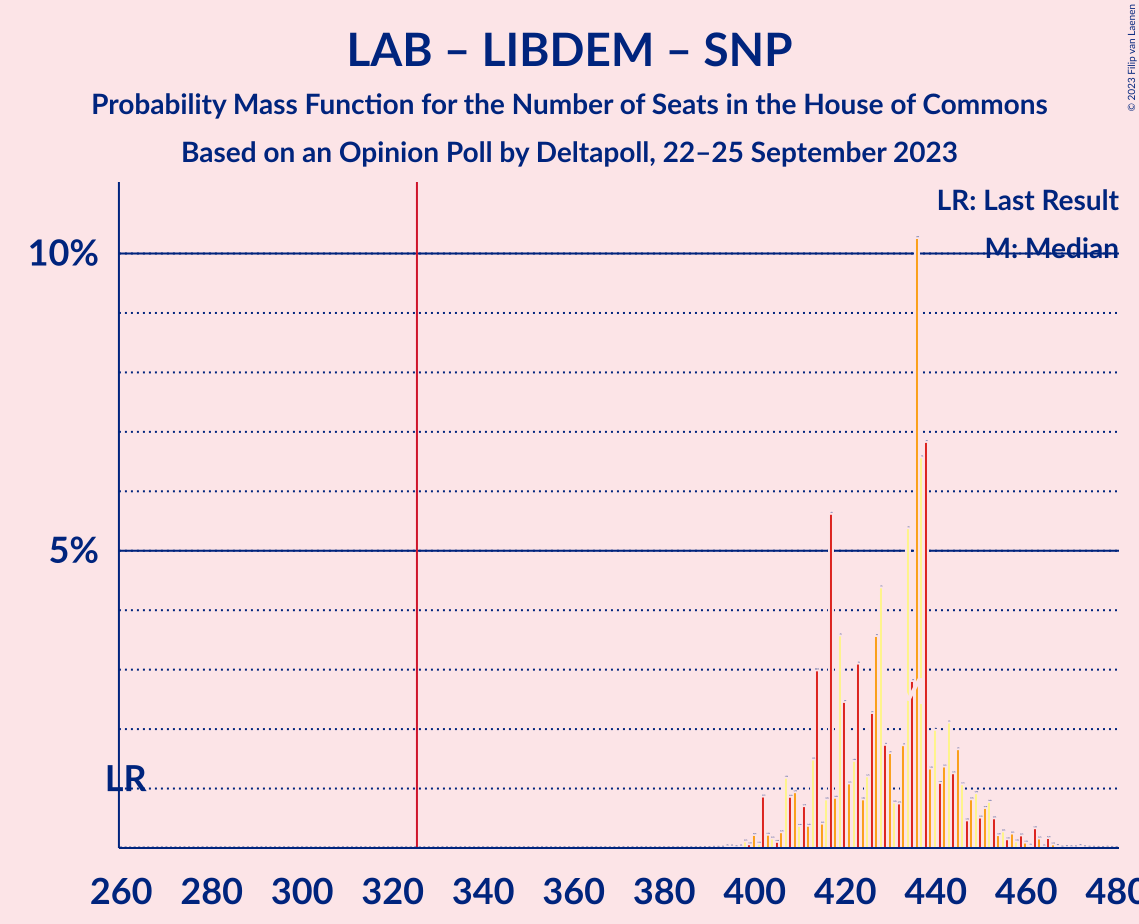 LAB – LIBDEM – SNP
Probability Mass Function for the Number of Seats in the House of Commons
Based on an Opinion Poll by Deltapoll, 22–25 September 2023
© 2023 Filip van Laenen
LR: Last Result
M: Median
10%
5%
LR
260 280 300 320 340 360 380 400 420 440 460 480